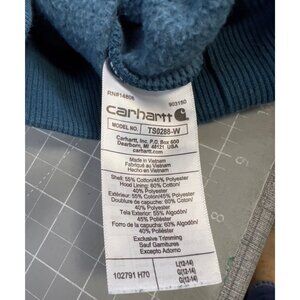 RN#14806 903150
carhartt
MODEL NO. TS0288-W
Carhartt, Inc. P.O. Box 600
Dearborn, MI 48121 USA
carhartt.com
Made in Vietnam
Fabriqué au Vietnam
Hecho en Vietnam
Shell: 55% Cotton/45% Polyester
Hood Lining: 60% Cotton/
40% Polyester
Extérieur: 55% Coton/45% Polyester
Doublure de capuche: 60% Coton/
40% Polyester
Tela Exterior: 55% Algodón/
45% Poliéster
Forro de la capucha: 60% Algodón/
40% Poliéster
Exclusive Trimming
Sauf Garnitures
Excepto Adorno
102791 H70
L(12-14)
G(12-14)
G(12-14)